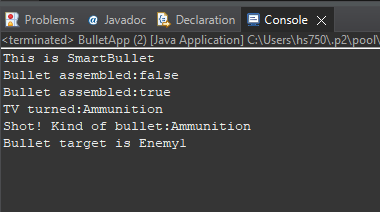 Problems Javadoc Declaration Console
<terminated> BulletApp (2) [Java Application] C:\Users\hs750\.p2\pool\
This is SmartBullet
Bullet assembled:false
Bullet assembled:true
TV turned:Ammunition
Shot! Kind of bullet:Ammunition
Bullet target is Enemy1